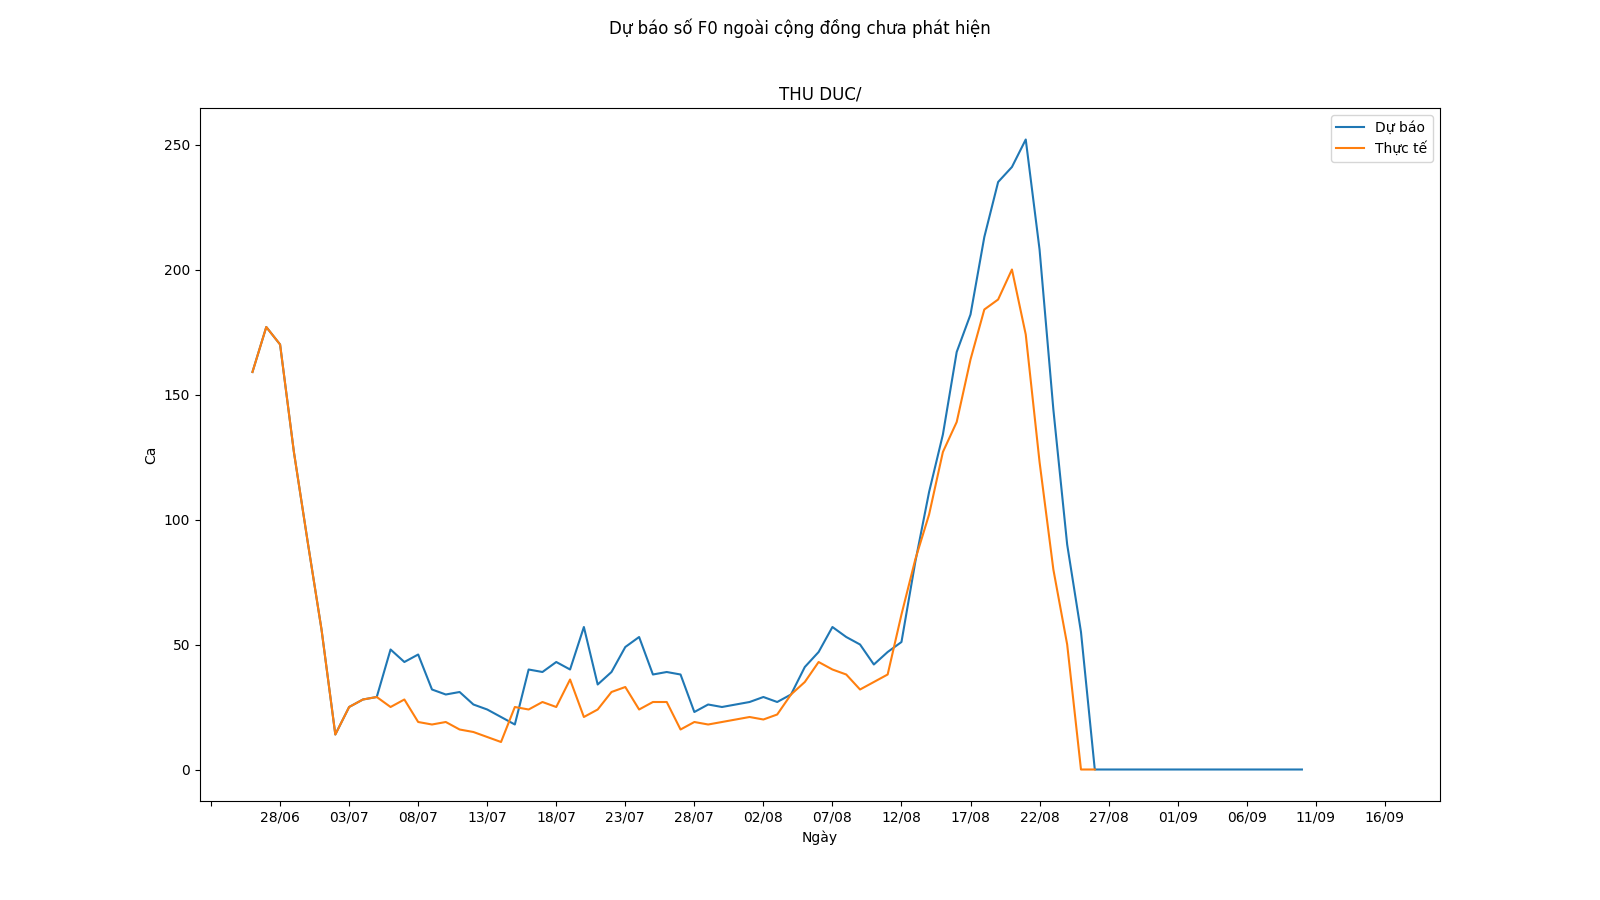 Dự báo số F0 ngoài cộng đồng chưa phát hiện
THU DUC/
Dự báo
Thực tế
250
200
150
100
50
0
Ca
28/06 03/07 08/07 13/07 18/07 23/07 28/07 02/08 07/08 12/08 17/08 22/08 27/08 01/09 06/09 11/09 16/09
Ngày